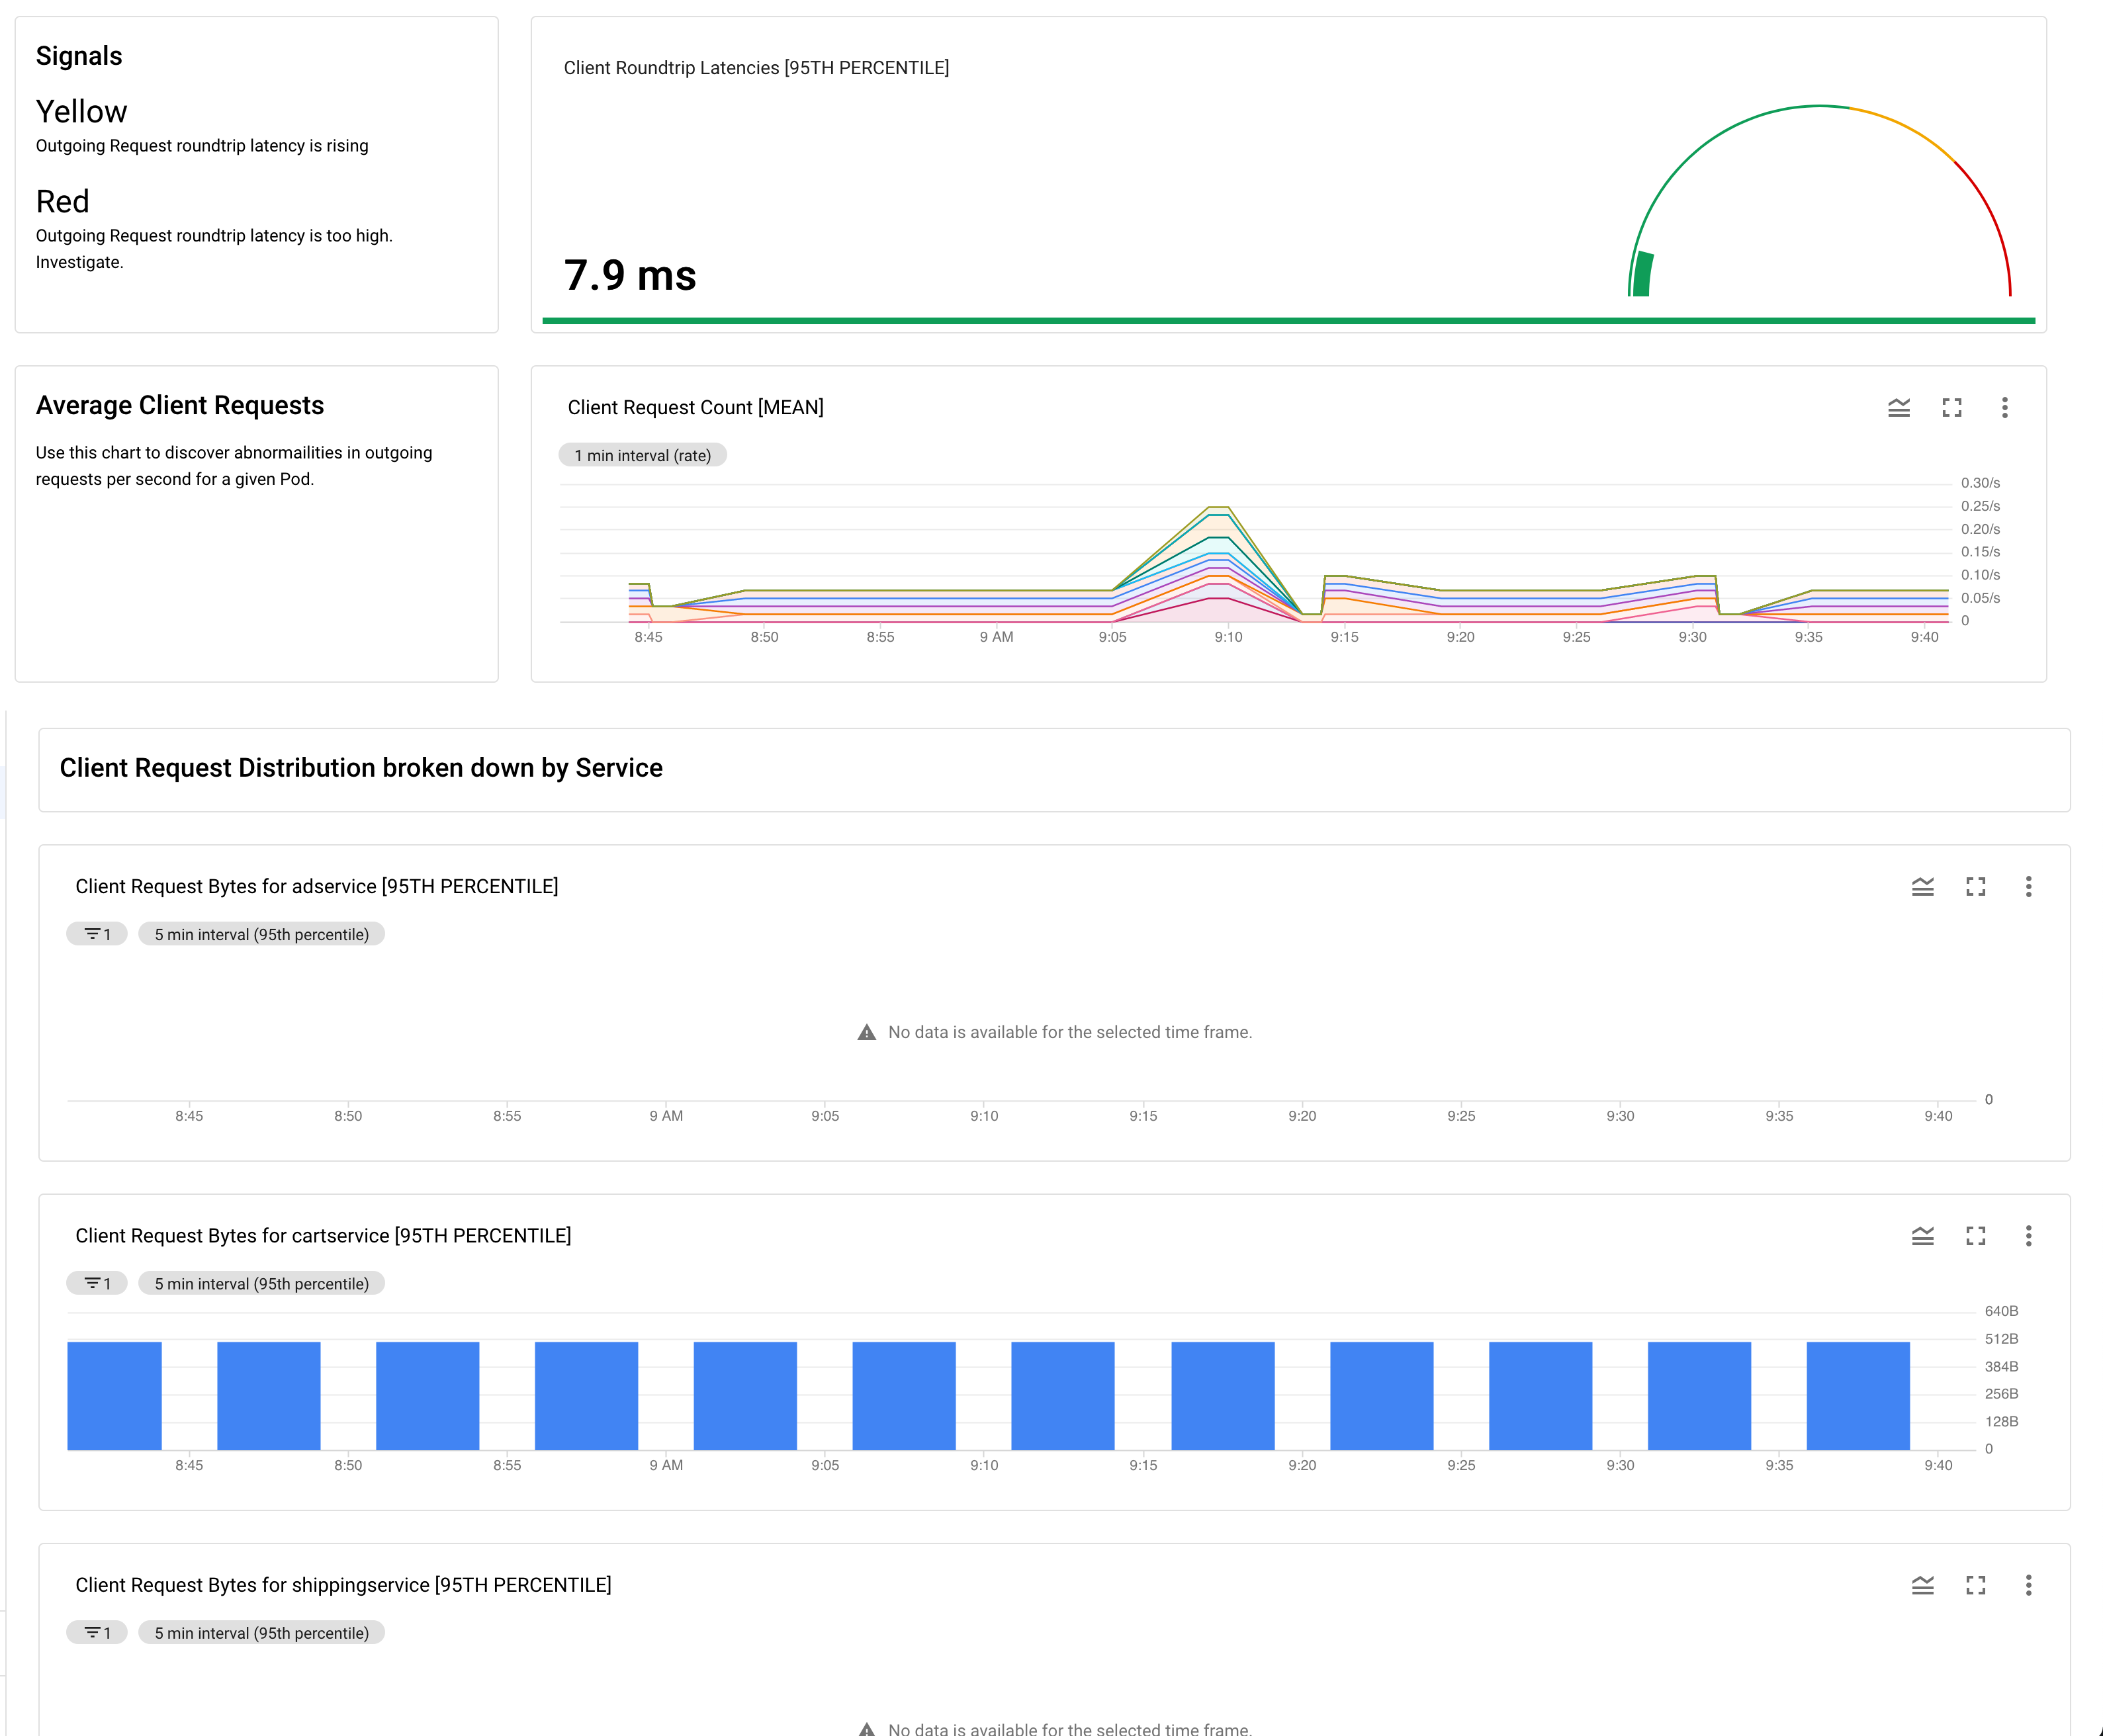 Signals
Yellow
Outgoing Request roundtrip latency is rising
Red
Outgoing Request roundtrip latency is too high.
Investigate.
Client Roundtrip Latencies [95TH PERCENTILE]
7.9 ms
Average Client Requests
Use this chart to discover abnormailities in outgoing
requests per second for a given Pod.
Client Request Count [MEAN]
1 min interval (rate)
0.30/s
0.25/s
0.20/s
0.15/s
0.10/s
0.05/s
0
8:45 8:50 8:55 9 AM 9:05 9:10 9:15 9:20 9:25 9:30 9:35 9:40
Client Request Distribution broken down by Service
Client Request Bytes for adservice [95TH PERCENTILE]
1 5 min interval (95th percentile)
No data is available for the selected time frame.
0
8:45 8:50 8:55 9 AM 9:05 9:10 9:15 9:20 9:25 9:30 9:35 9:40
Client Request Bytes for cartservice [95TH PERCENTILE]
1 5 min interval (95th percentile)
640B
512B
384B
256B
128B
0
8:45 8:50 8:55 9 AM 9:05 9:10 9:15 9:20 9:25 9:30 9:35 9:40
Client Request Bytes for shippingservice [95TH PERCENTILE]
1 5 min interval (95th percentile)
No data is available for the selected time frame.